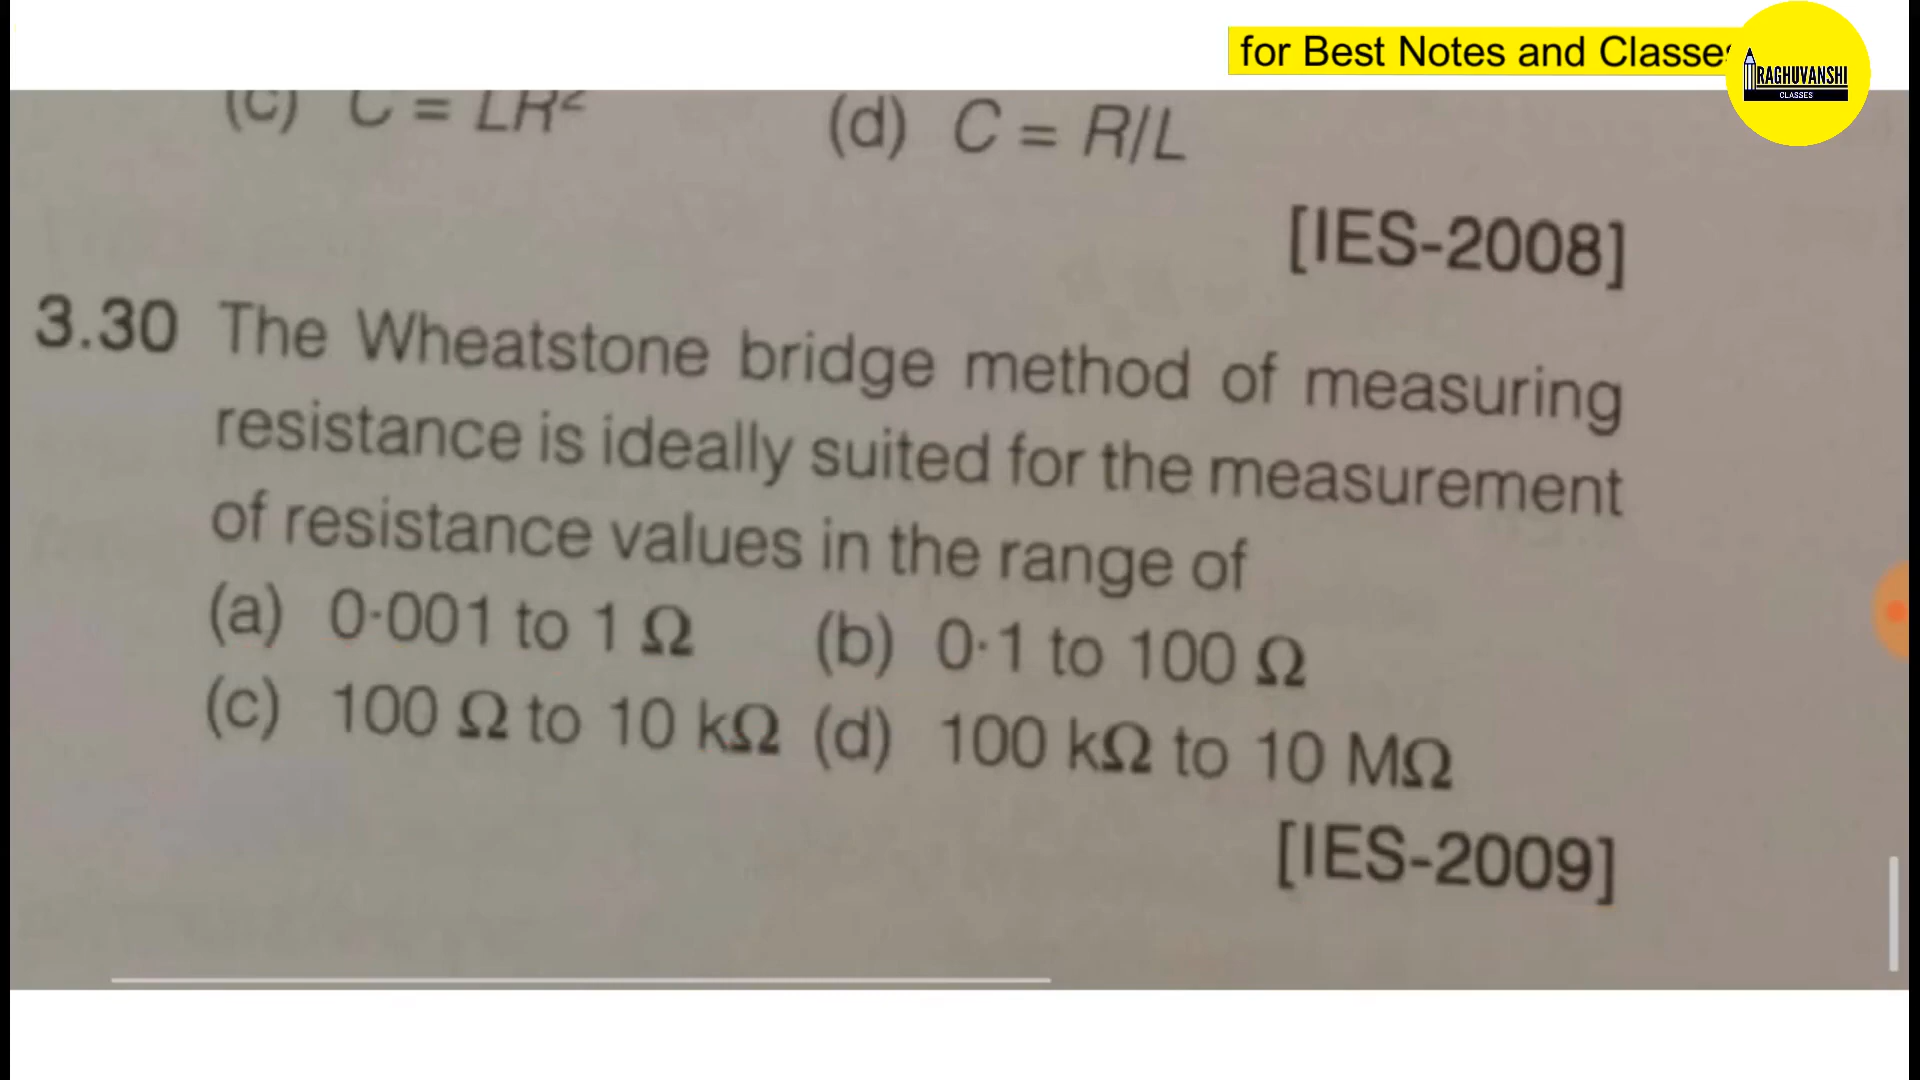 for Best Notes and Classes
RAGHUVANSHI
CLASSES
(c) C = LR²
(d) C = R/L
[IES-2008]
3.30 The Wheatstone bridge method of measuring
resistance is ideally suited for the measurement
of resistance values in the range of
(a) 0·001 to 1 Ω (b) 0·1 to 100 Ω
(c) 100 Ω to 10 kΩ (d) 100 kΩ to 10 MΩ
[IES-2009]